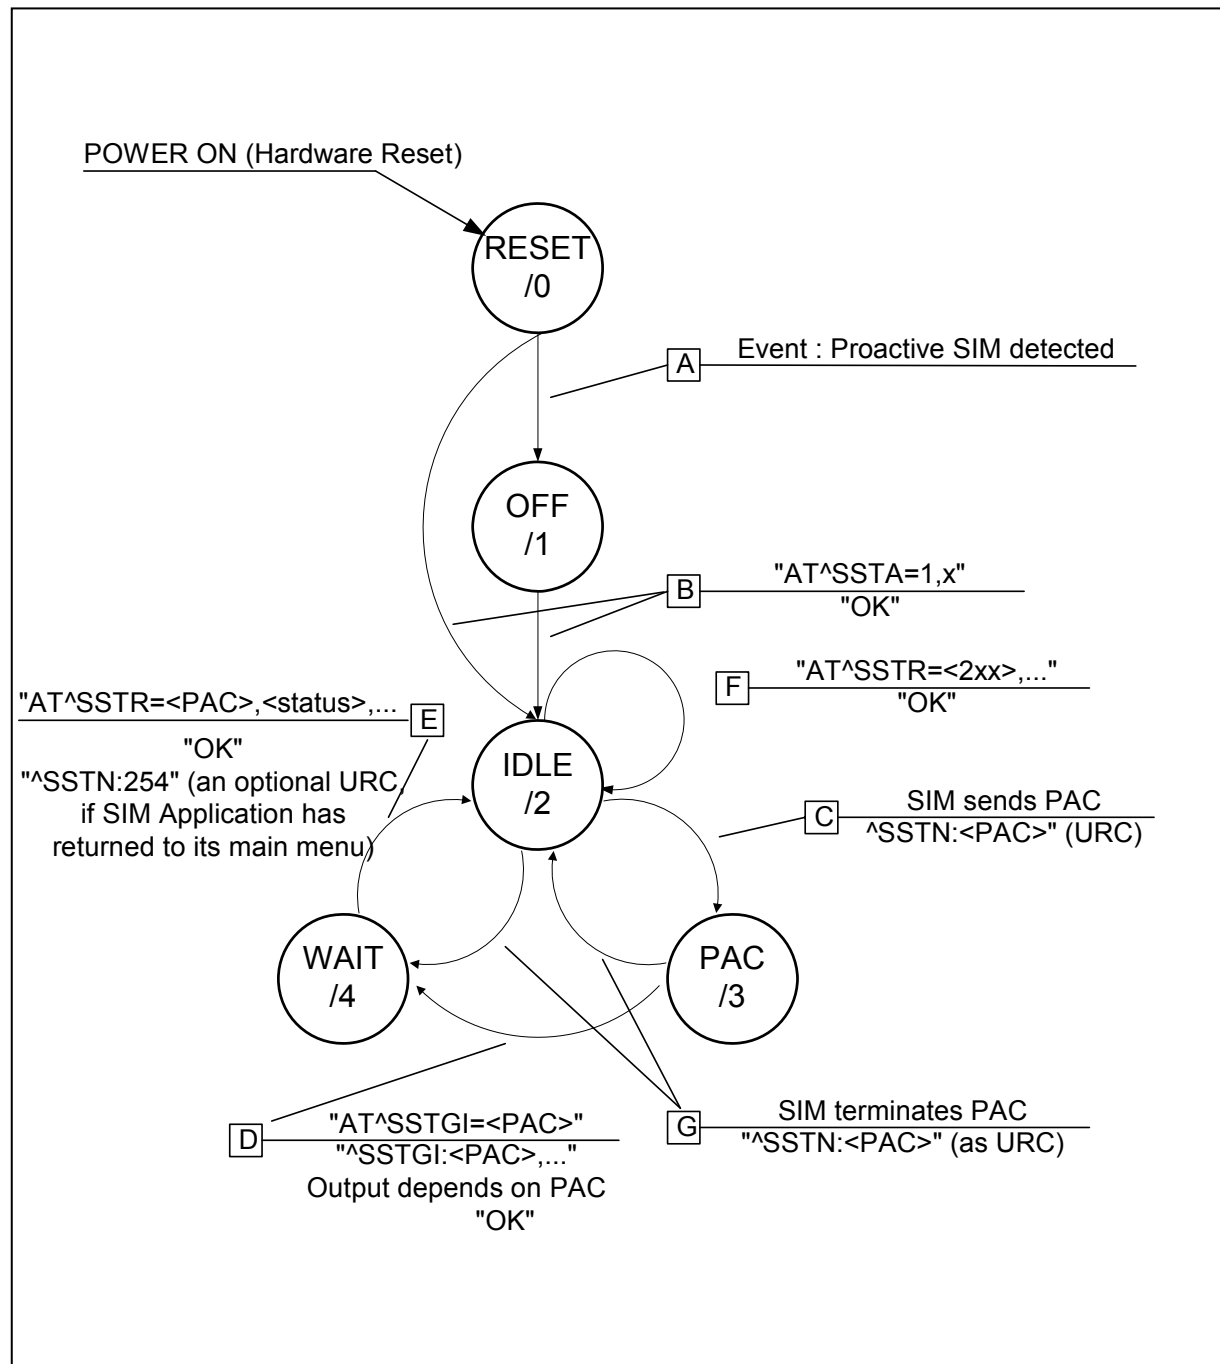 POWER ON (Hardware Reset)
RESET
/0
A
Event : Proactive SIM detected
OFF
/1
B
"AT^SSTA=1,x"
"OK"
F
"AT^SSTR=<2xx>,..."
"OK"
"AT^SSTR=<PAC>,<status>,...
E
"OK"
"^SSTN:254" (an optional URC,
if SIM Application has
returned to its main menu)
IDLE
/2
C
SIM sends PAC
^SSTN:<PAC>" (URC)
WAIT
/4
PAC
/3
D
"AT^SSTGI=<PAC>"
"^SSTGI:<PAC>,..."
Output depends on PAC
"OK"
G
SIM terminates PAC
"^SSTN:<PAC>" (as URC)